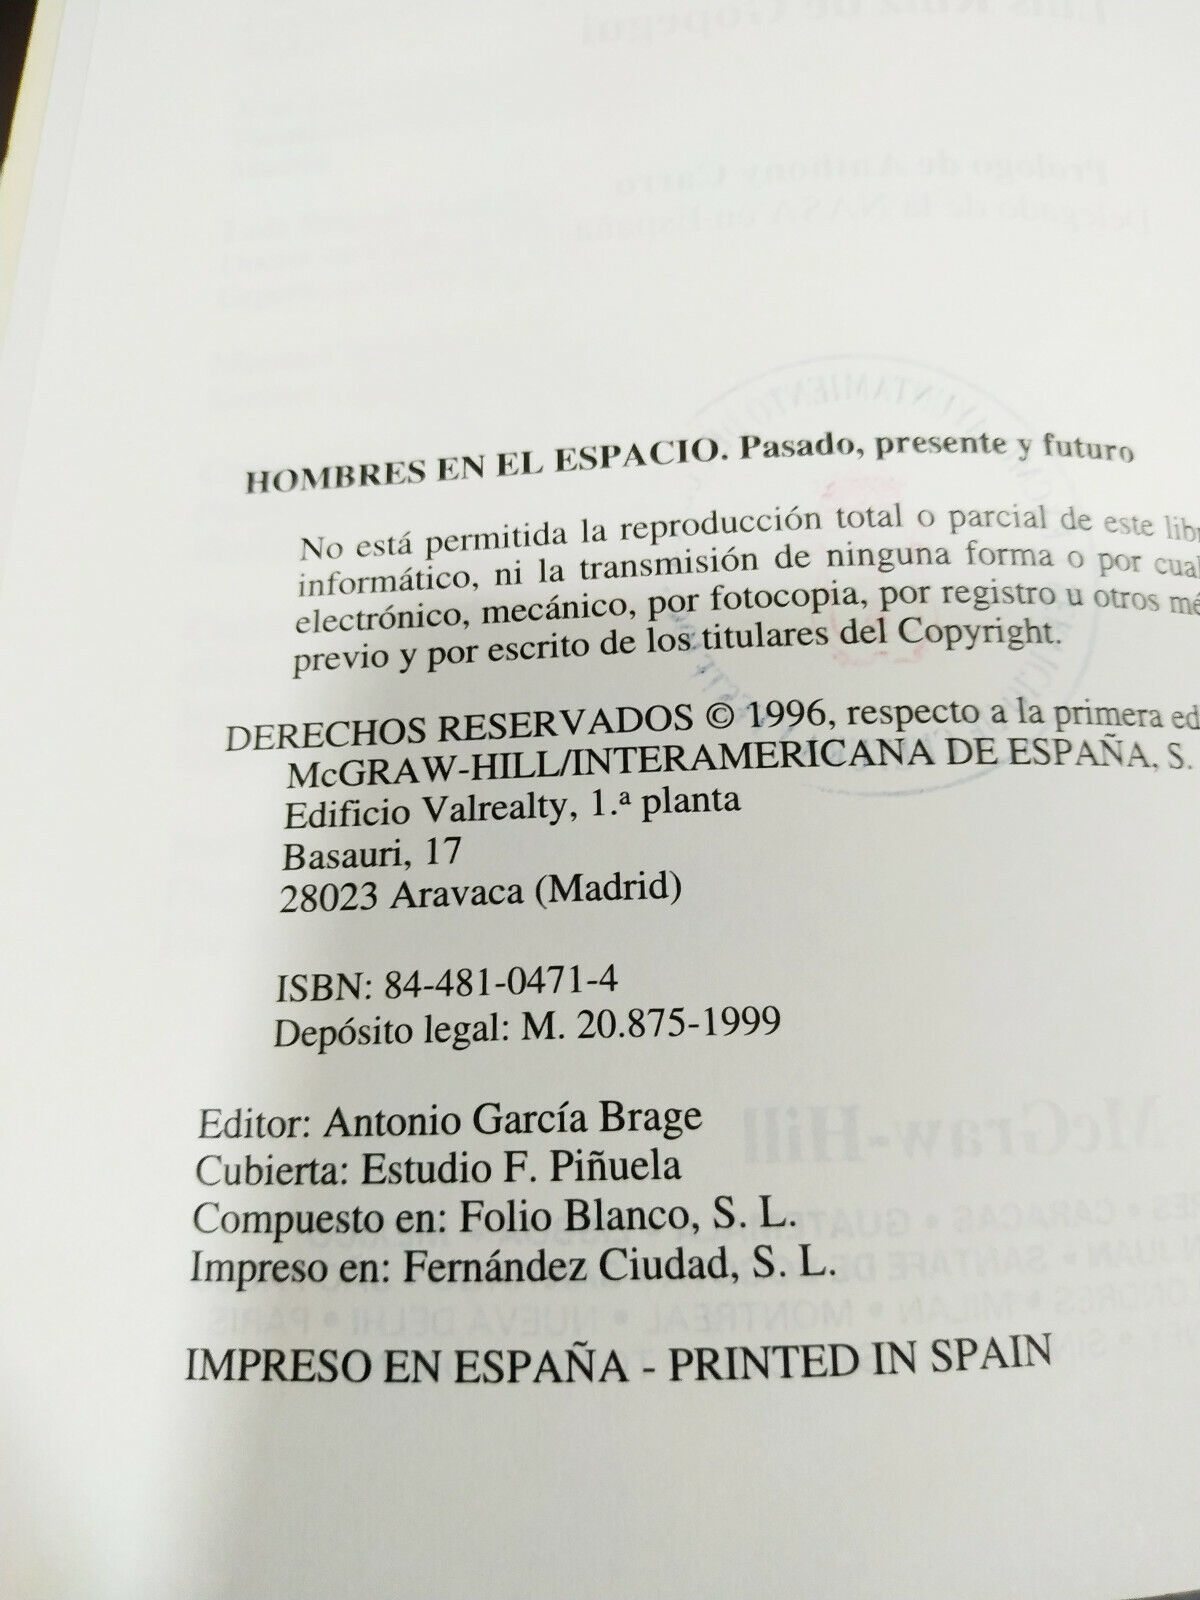 HOMBRES EN EL ESPACIO. Pasado, presente y futuro
No está permitida la reproducción total o parcial de este
informático, ni la transmisión de ninguna forma o por
electrónico, mecánico, por fotocopia, por registro u otros
previo y por escrito de los titulares del Copyright.
DERECHOS RESERVADOS © 1996, respecto a la primera
McGRAW-HILL/INTERAMERICANA DE ESPAÑA, S.
Edificio Valrealty, 1.ª planta
Basauri, 17
28023 Aravaca (Madrid)
ISBN: 84-481-0471-4
Depósito legal: M. 20.875-1999
Editor: Antonio García Brage
Cubierta: Estudio F. Piñuela
Compuesto en: Folio Blanco, S. L.
Impreso en: Fernández Ciudad, S. L.
IMPRESO EN ESPAÑA - PRINTED IN SPAIN